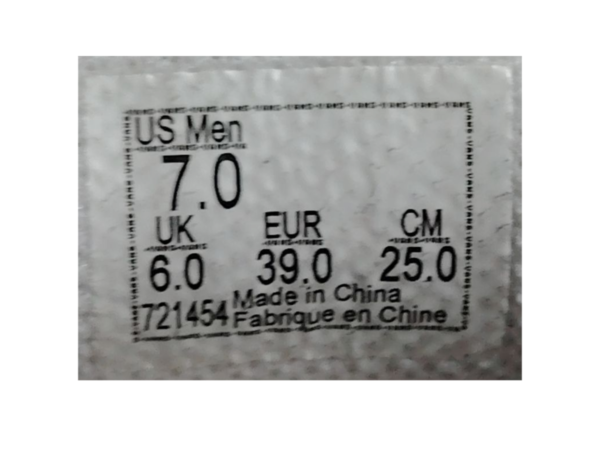 US Men
7.0
UK EUR CM
6.0 39.0 25.0
721454 Made in China
Fabrique en Chine